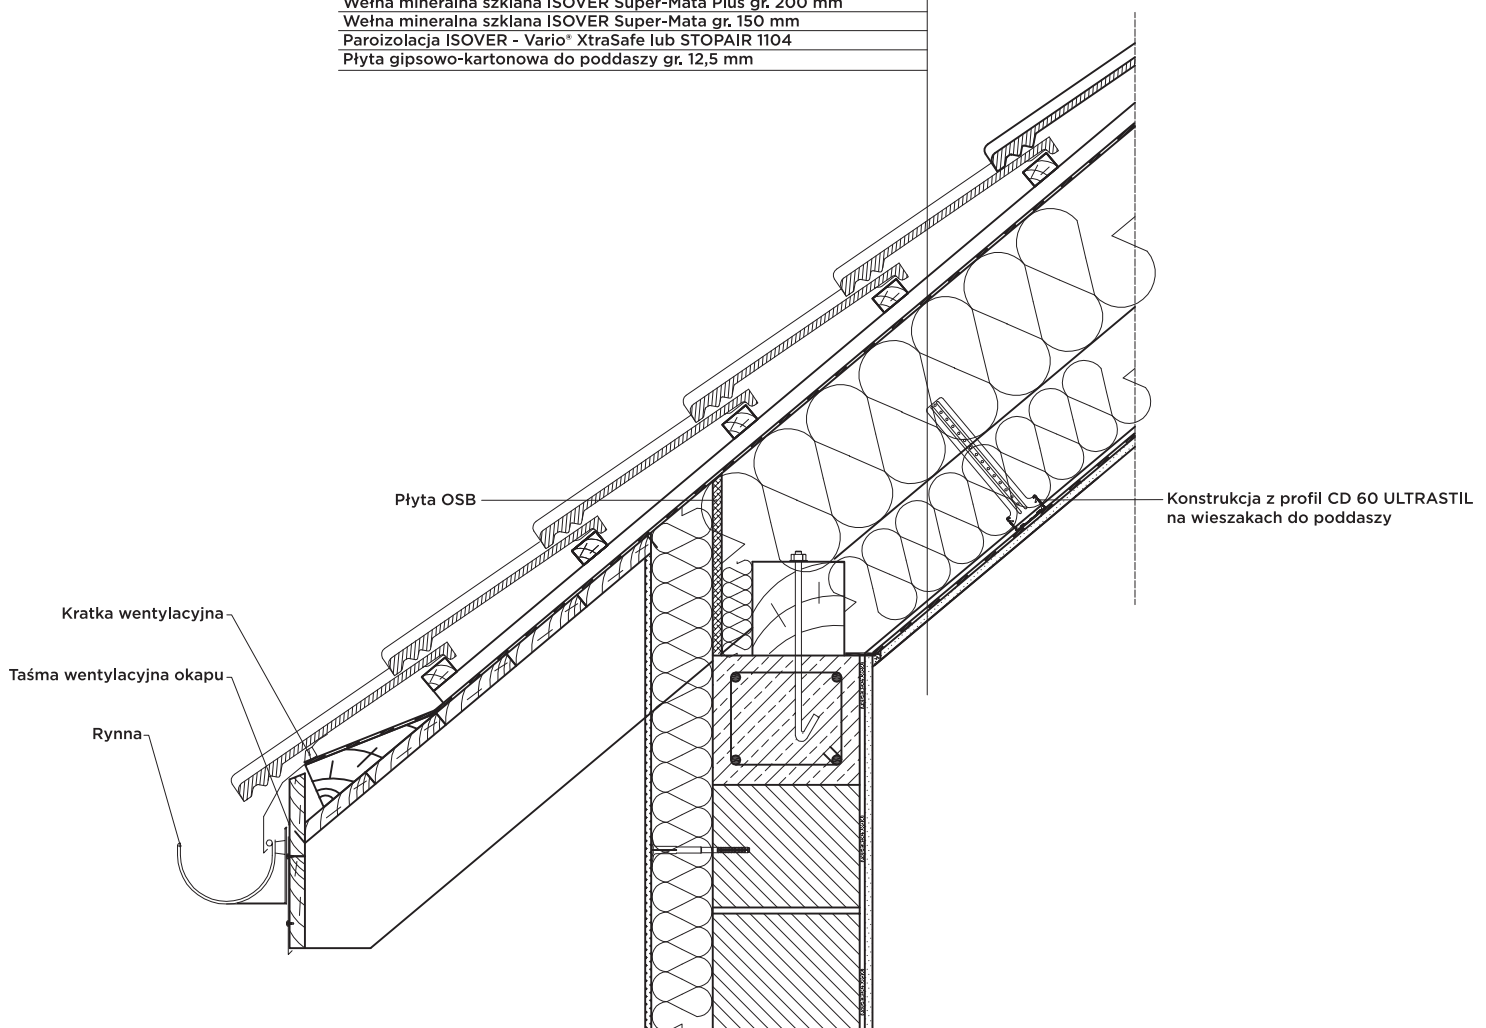 Wełna mineralna szklana ISOVER Super-Mata Plus gr. 200 mm
Wełna mineralna szklana ISOVER Super-Mata gr. 150 mm
Paroizolacja ISOVER - Vario® XtraSafe lub STOPAIR 1104
Płyta gipsowo-kartonowa do poddaszy gr. 12,5 mm
Płyta OSB
Konstrukcja z profil CD 60 ULTRASTIL
na wieszakach do poddaszy
Kratka wentylacyjna
Taśma wentylacyjna okapu
Rynna